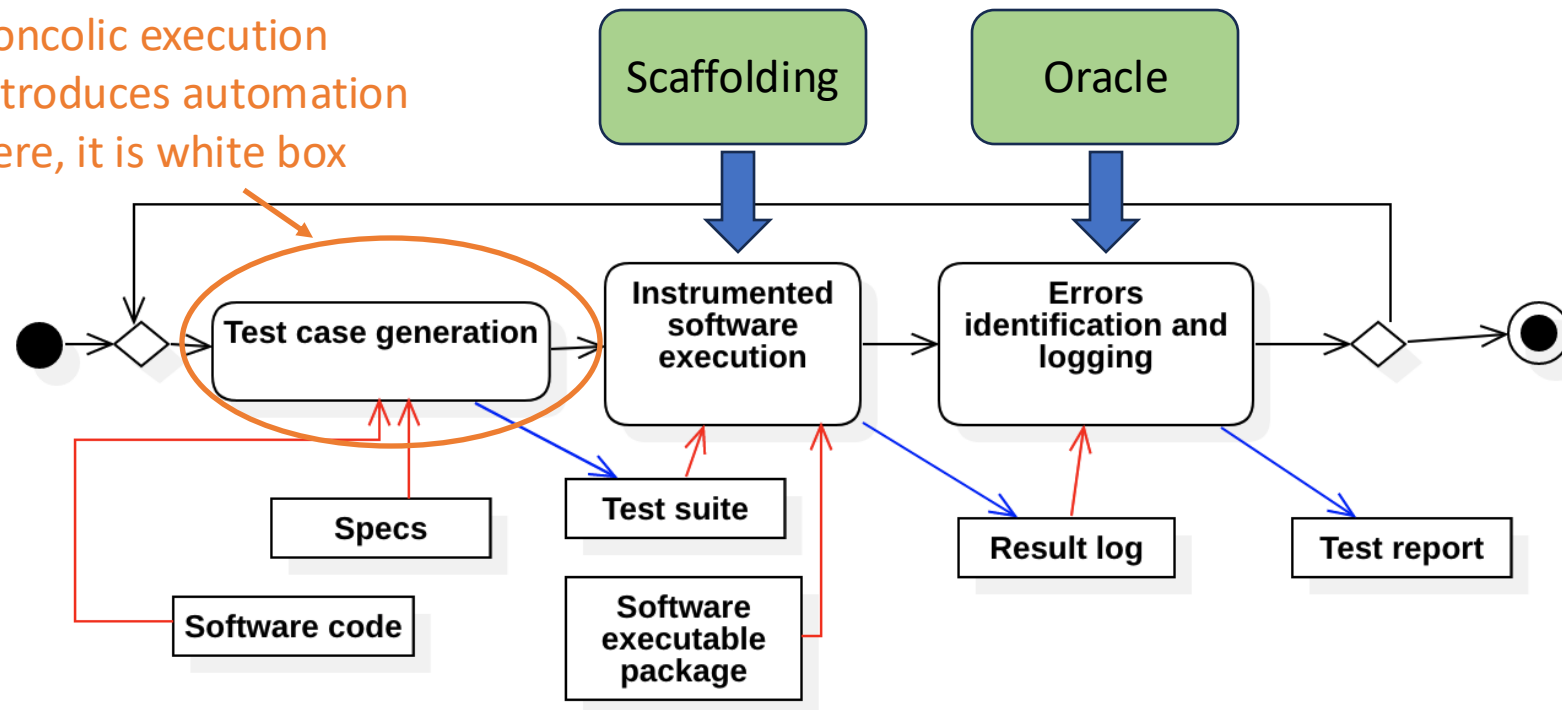 oncolic execution
troduces automation
ere, it is white box
Scaffolding
Oracle
Test case generation
Instrumented
software
execution
Errors
identification and
logging
Specs
Test suite
Result log
Test report
Software code
Software
executable
package